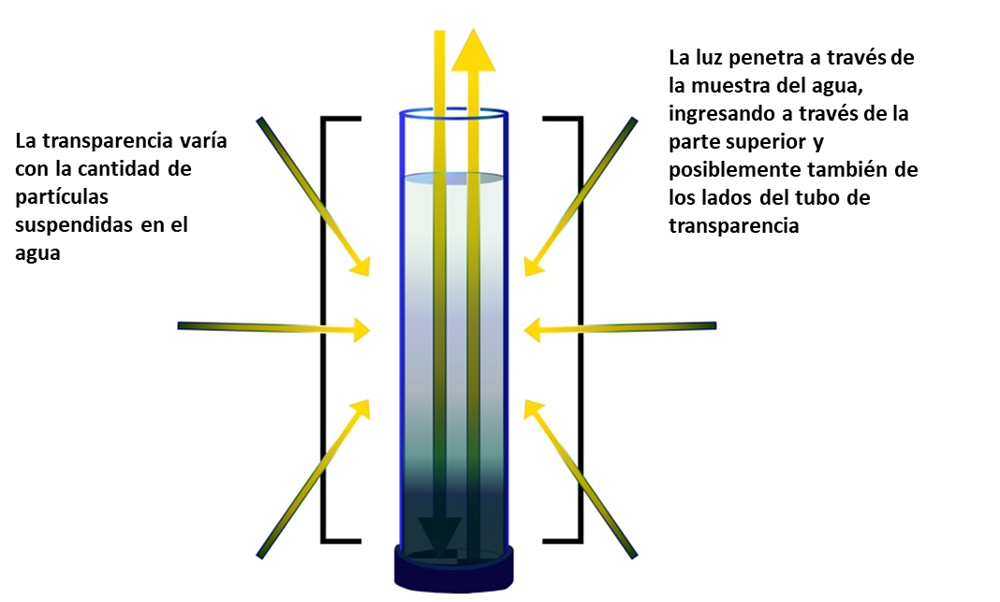 La transparencia varía
con la cantidad de
partículas
suspendidas en el
agua
La luz penetra a través de
la muestra del agua,
ingresando a través de la
parte superior y
posiblemente también de
los lados del tubo de
transparencia